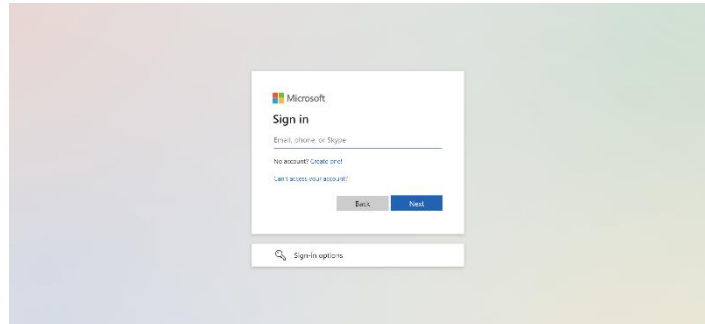 Microsoft
Sign in
Email, phone, or Skype
No account? Create one!
Can't access your account?
Back Next
Sign-in options